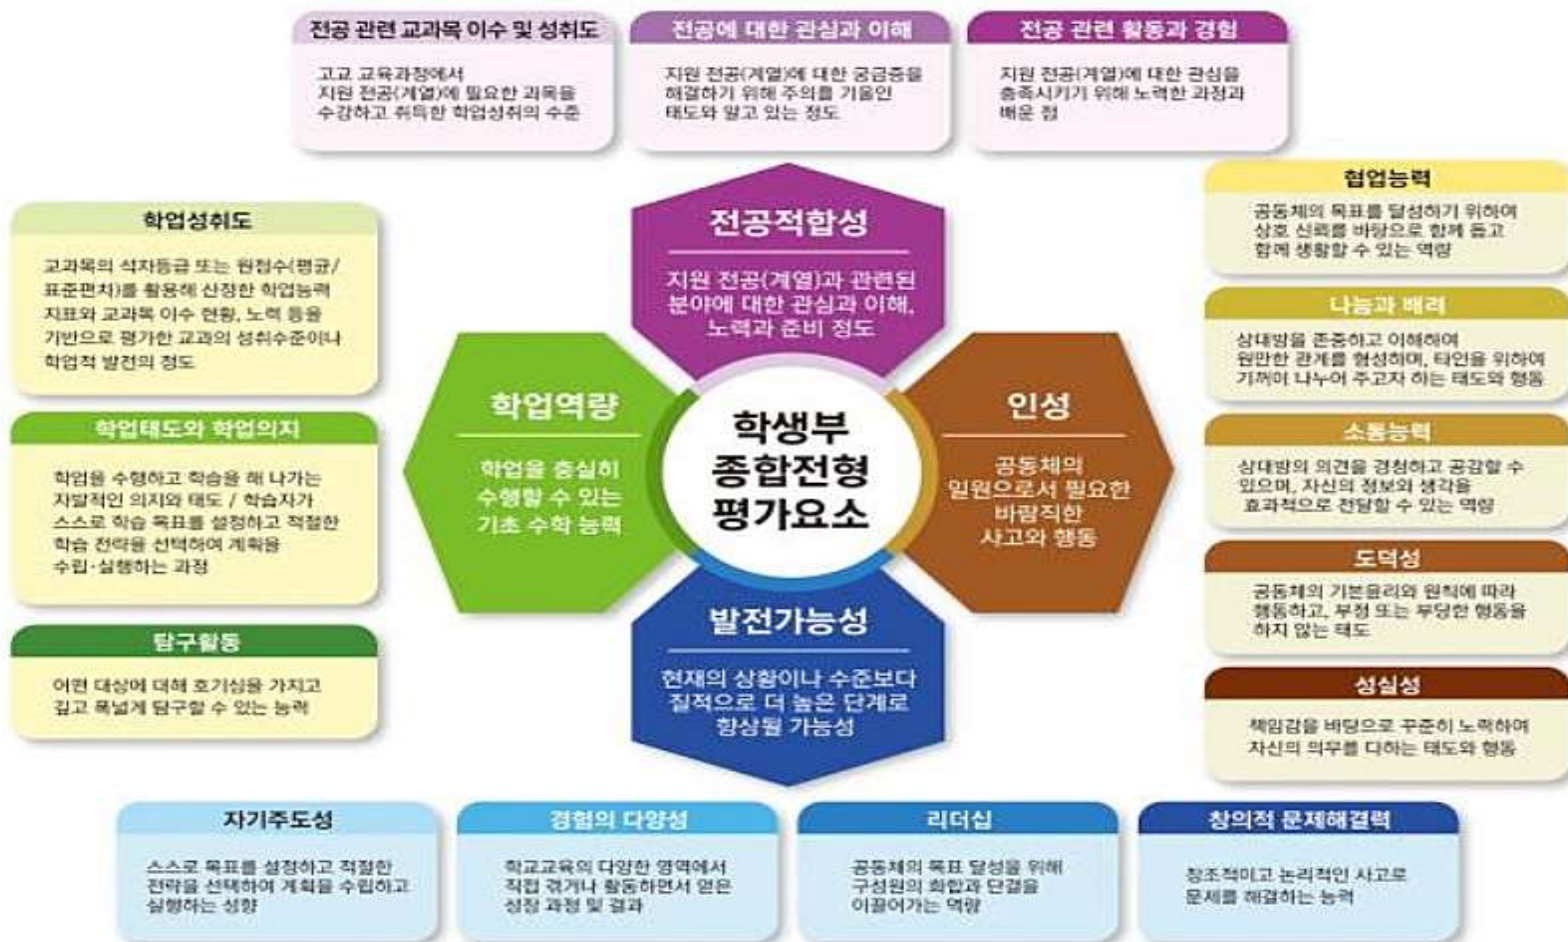 전공 관련 교과목 이수 및 성취도
고교 교육과정에서
지원 전공(계열)에 필요한 과목을
수강하고 취득한 학업성취의 수준
전공에 대한 관심과 이해
지원 전공(계열)에 대한 궁금증을
해결하기 위해 주의를 기울인
태도와 알고 있는 정도
전공 관련 활동과 경험
지원 전공(계열)에 대한 관심을
충족시키기 위해 노력한 과정과
배운 점
학업성취도
교과목의 석차등급 또는 원점수(평균/
표준편차)를 활용해 산정한 학업능력
지표와 교과목 이수 현황, 노력 등을
기반으로 평가한 교과의 성취수준이나
학업적 발전의 정도
학업태도와 학업의지
학업을 수행하고 학습을 해 나가는
자발적인 의지와 태도 / 학습자가
스스로 학습 목표를 설정하고 적절한
학습 전략을 선택하여 계획을
수립·실행하는 과정
탐구활동
어떤 대상에 대해 호기심을 가지고
깊고 폭넓게 탐구할 수 있는 능력
전공적합성
지원 전공(계열)과 관련된
분야에 대한 관심과 이해,
노력과 준비 정도
학업역량
학업을 충실히
수행할 수 있는
기초 수학 능력
학생부
종합전형
평가요소
인성
공동체의
일원으로서 필요한
바람직한
사고와 행동
발전가능성
현재의 상황이나 수준보다
질적으로 더 높은 단계로
향상될 가능성
협업능력
공동체의 목표를 달성하기 위하여
상호 신뢰를 바탕으로 함께 돕고
함께 생활할 수 있는 역량
나눔과 배려
상대방을 존중하고 이해하여
원만한 관계를 형성하며, 타인을 위하여
기꺼이 나누어 주고자 하는 태도와 행동
소통능력
상대방의 의견을 경청하고 공감할 수
있으며, 자신의 정보와 생각을
효과적으로 전달할 수 있는 역량
도덕성
공동체의 기본윤리와 원칙에 따라
행동하고, 부정 또는 부당한 행동을
하지 않는 태도
성실성
책임감을 바탕으로 꾸준히 노력하여
자신의 의무를 다하는 태도와 행동
자기주도성
스스로 목표를 설정하고 적절한
전략을 선택하여 계획을 수립하고
실행하는 성향
경험의 다양성
학교교육의 다양한 영역에서
직접 겪거나 활동하면서 얻은
성장 과정 및 결과
리더십
공동체의 목표 달성을 위해
구성원의 화합과 단결을
이끌어가는 역량
창의적 문제해결력
창조적이고 논리적인 사고로
문제를 해결하는 능력